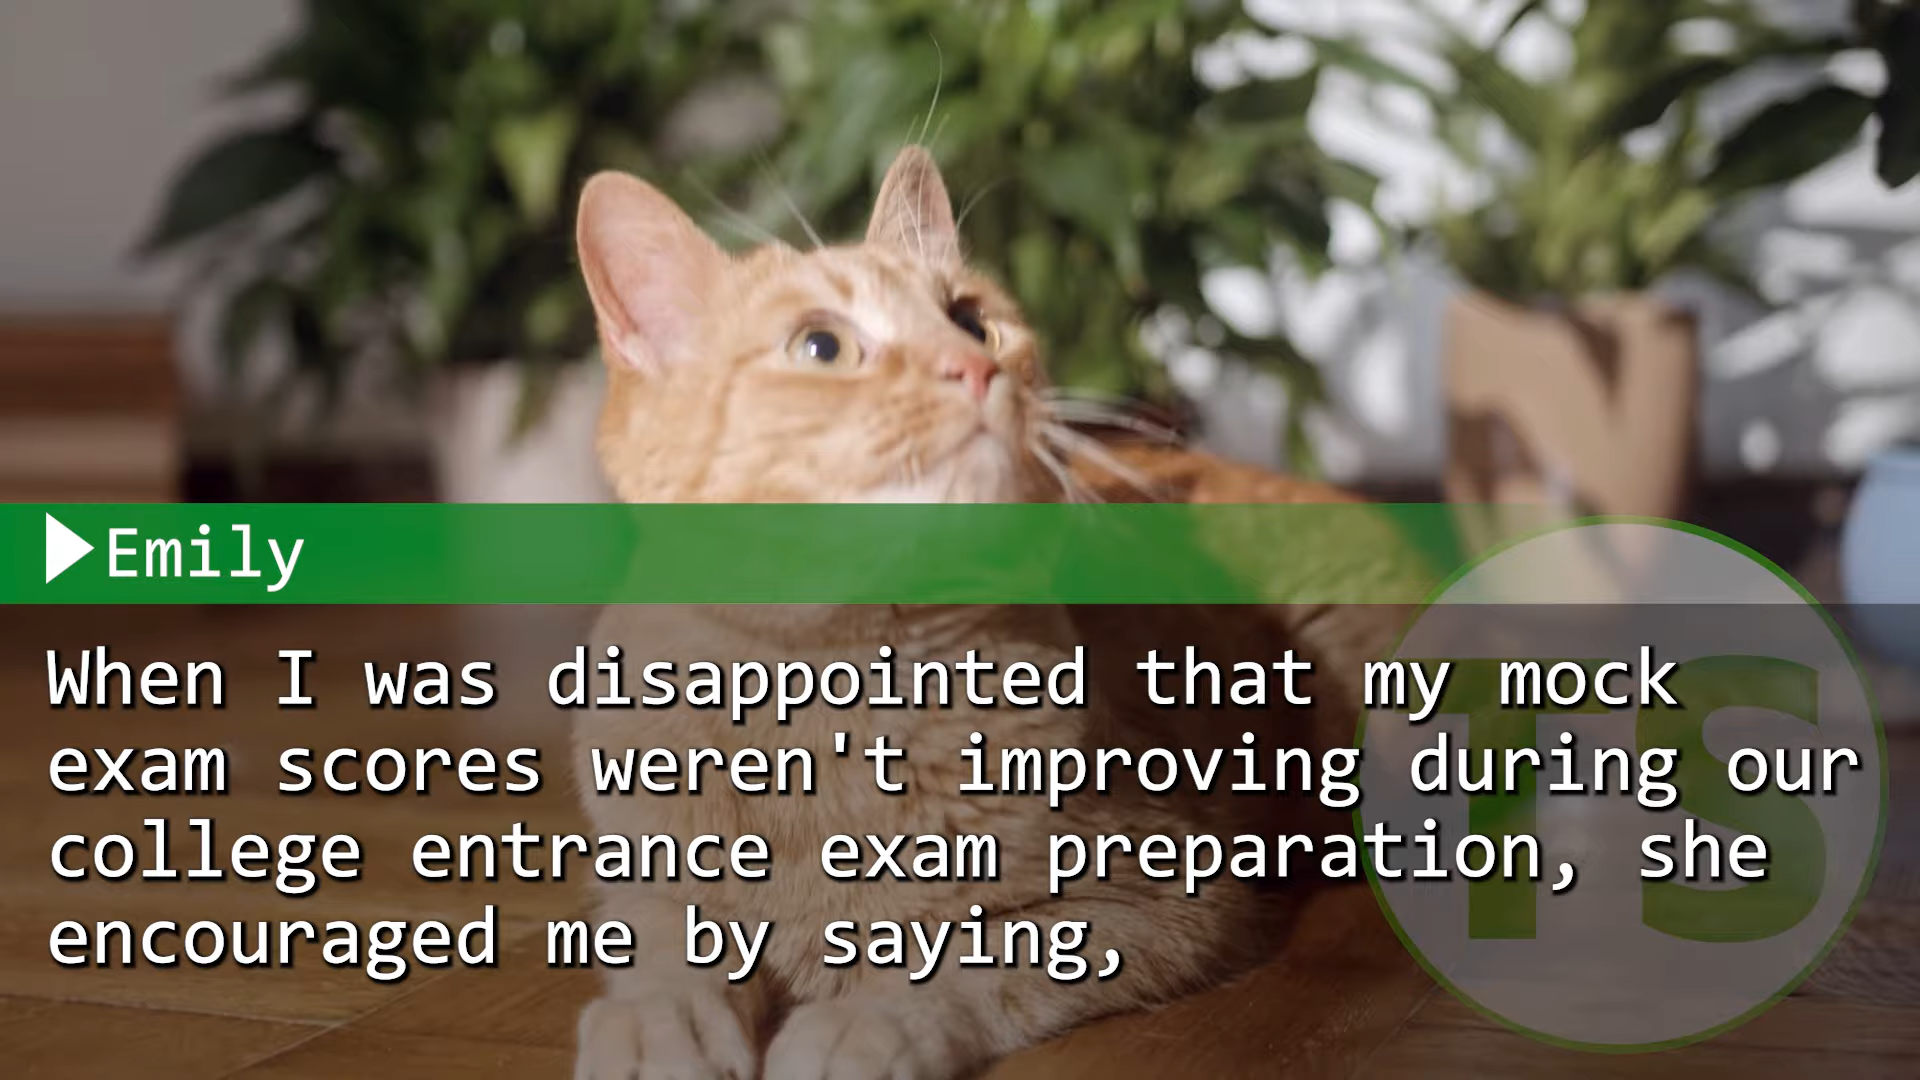 Emily
When I was disappointed that my mock
exam scores weren't improving during our
college entrance exam preparation, she
encouraged me by saying,
TS